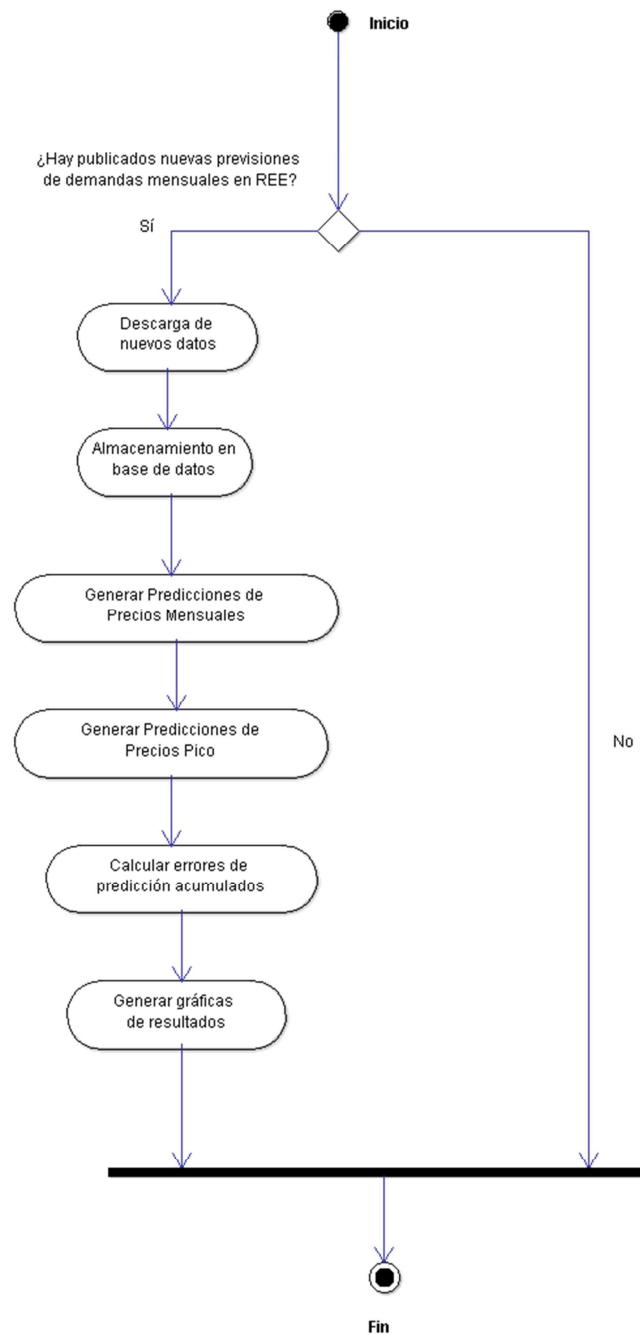 Inicio
¿Hay publicados nuevas previsiones
de demandas mensuales en REE?
Sí
Descarga de
nuevos datos
Almacenamiento en
base de datos
Generar Predicciones de
Precios Mensuales
Generar Predicciones de
Precios Pico
No
Calcular errores de
predicción acumulados
Generar gráficas
de resultados
Fin